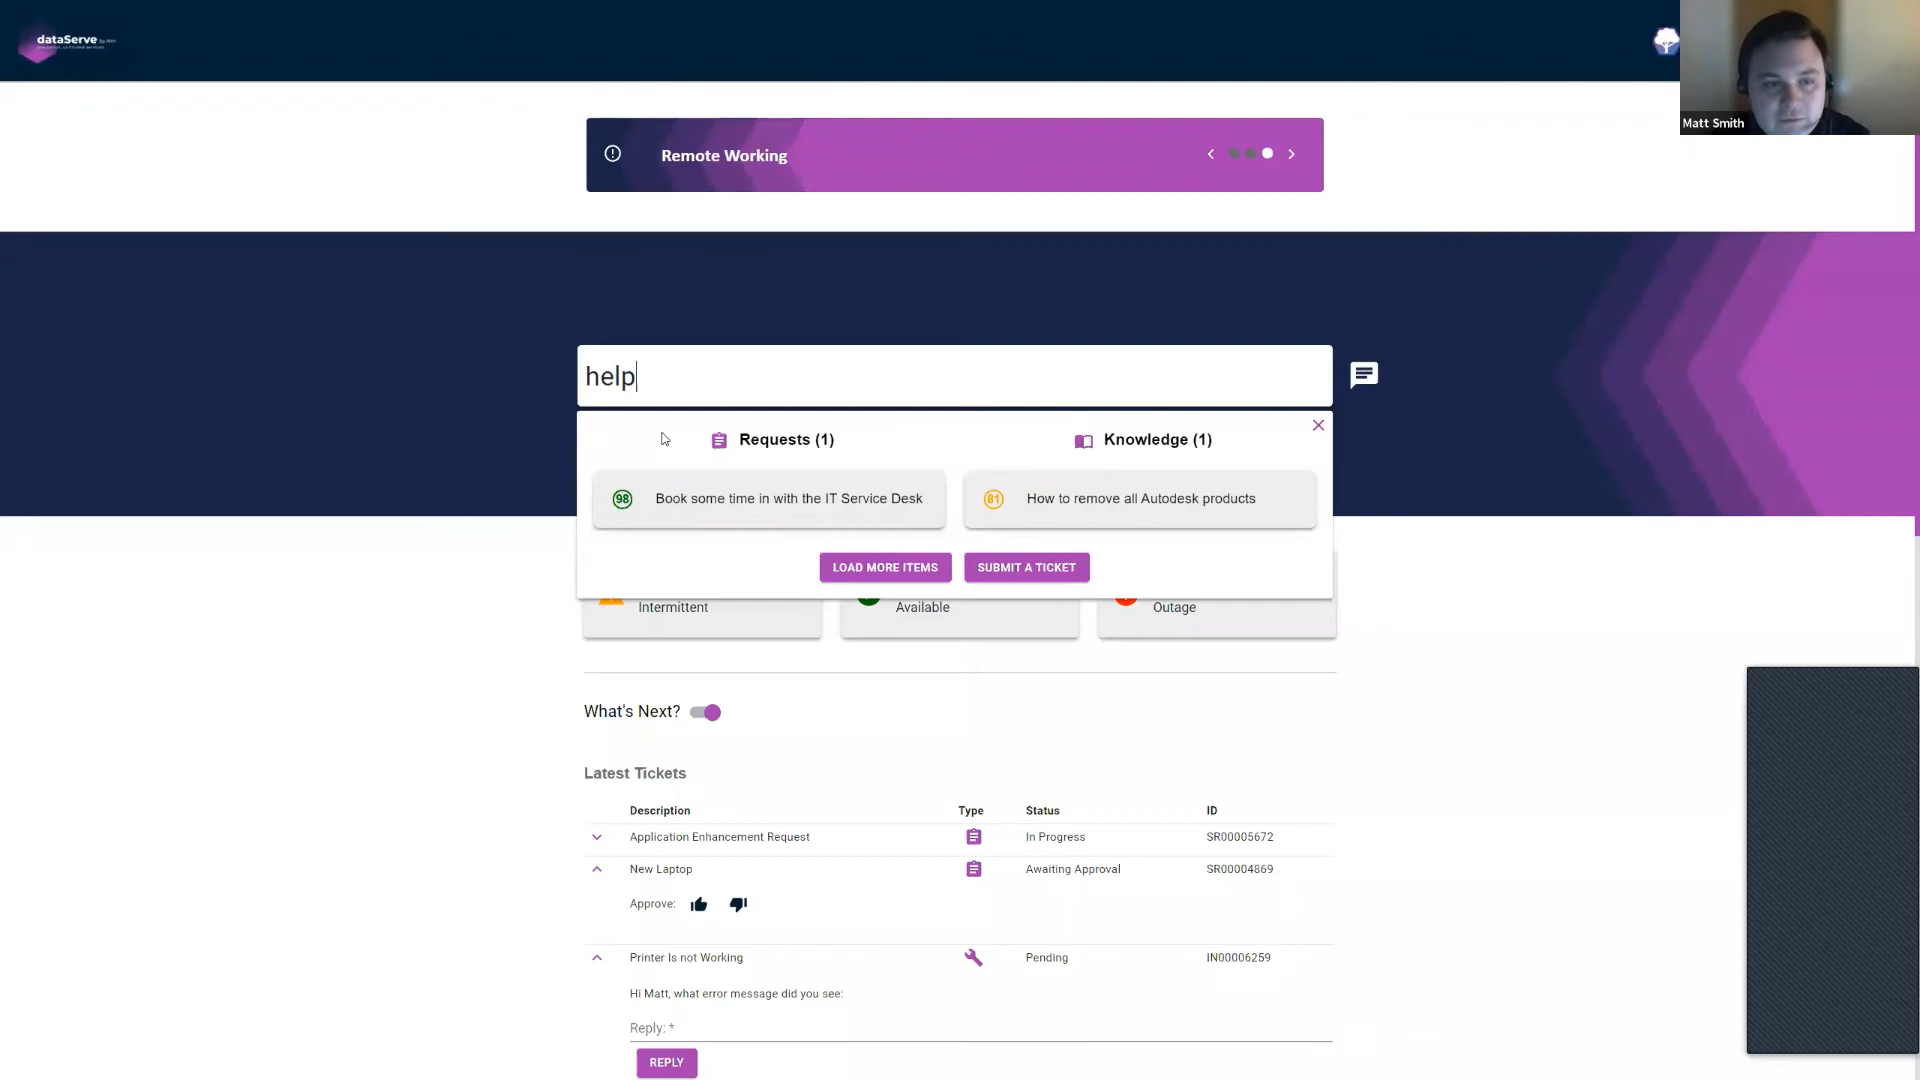 dataServe by Alemba
Matt Smith
Remote Working
help
Requests (1)
Knowledge (1)
98
Book some time in with the IT Service Desk
81
How to remove all Autodesk products
LOAD MORE ITEMS
SUBMIT A TICKET
Intermittent
Available
Outage
What's Next?
Latest Tickets
Description Type Status ID
Application Enhancement Request In Progress SR00005672
New Laptop Awaiting Approval SR00004869
Approve:
Printer Is not Working Pending IN00006259
Hi Matt, what error message did you see:
Reply: *
REPLY